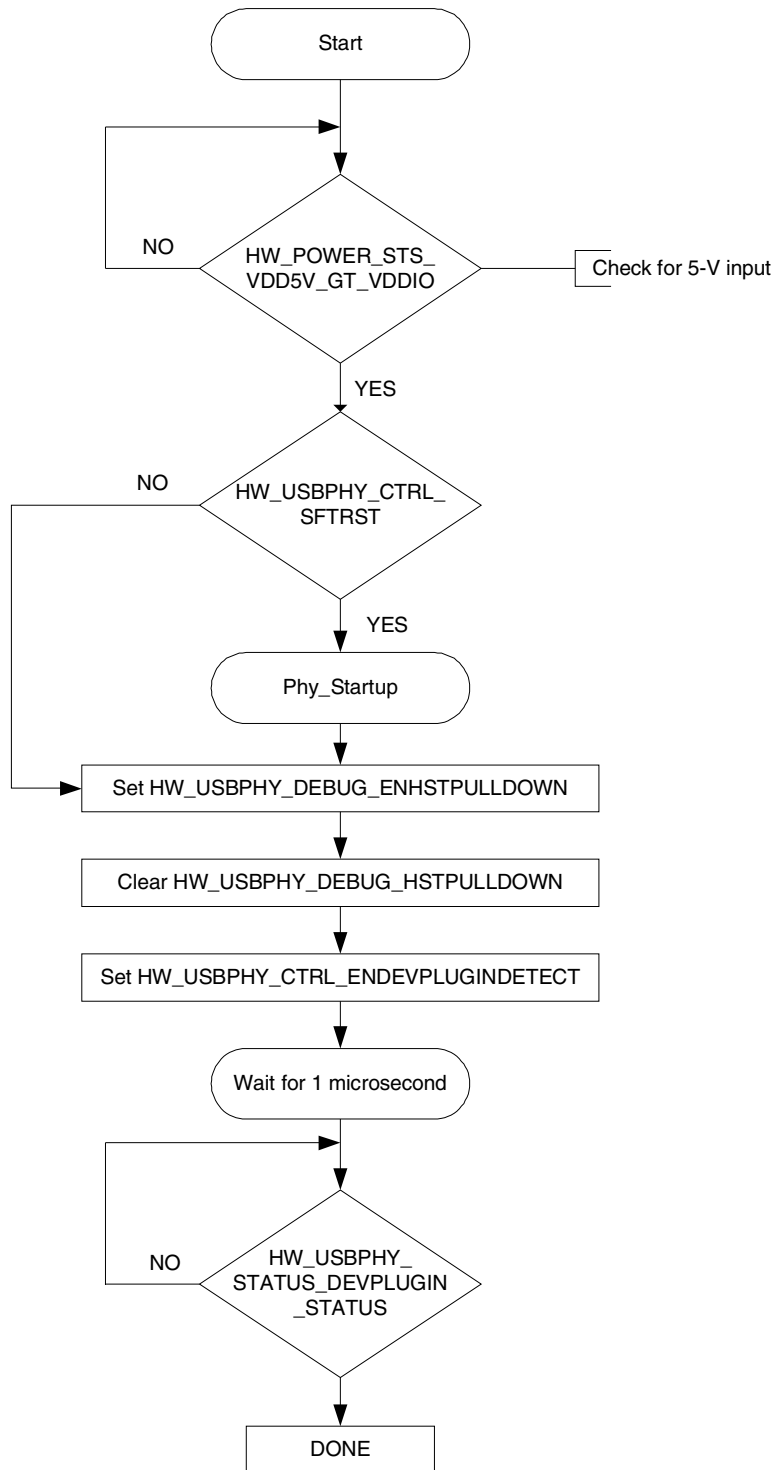 Start
NO
HW_POWER_STS_
VDD5V_GT_VDDIO
Check for 5-V input
YES
NO
HW_USBPHY_CTRL_
SFTRST
YES
Phy_Startup
Set HW_USBPHY_DEBUG_ENHSTPULLDOWN
Clear HW_USBPHY_DEBUG_HSTPULLDOWN
Set HW_USBPHY_CTRL_ENDEVPLUGINDETECT
Wait for 1 microsecond
NO
HW_USBPHY_
STATUS_DEVPLUGIN
_STATUS
DONE